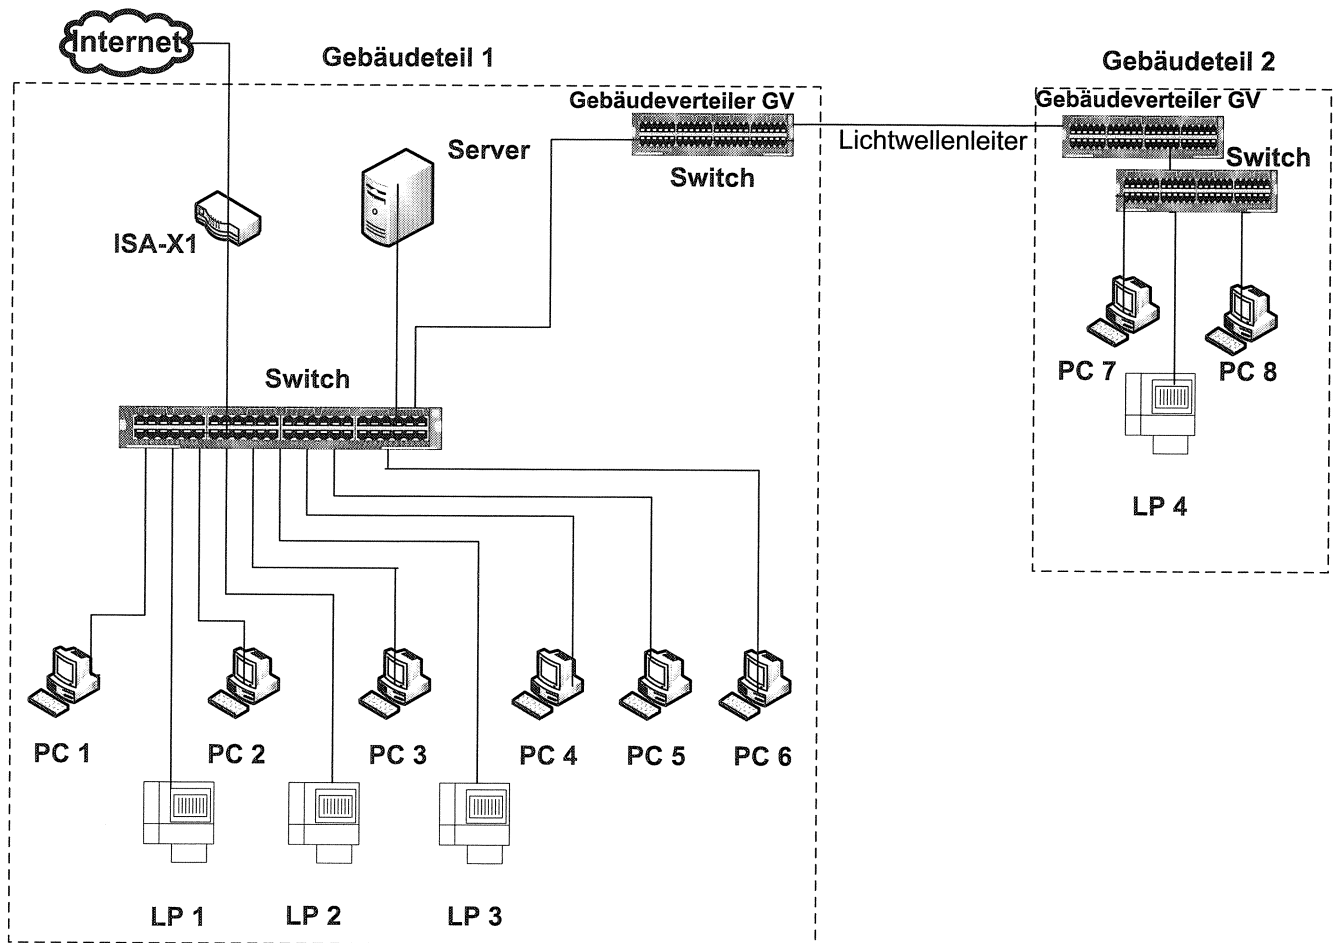 Internet
Gebäudeteil 1
Gebäudeteil 2
Gebäudeverteiler GV
Gebäudeverteiler GV
Server
Lichtwellenleiter
Switch
Switch
ISA-X1
Switch
PC 7
PC 8
LP 4
PC 1
PC 2
PC 3
PC 4
PC 5
PC 6
LP 1
LP 2
LP 3